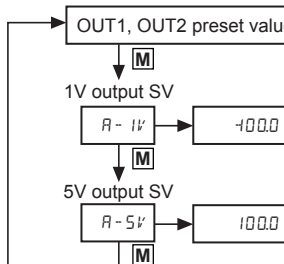 OUT1, OUT2 preset valu
M
1V output SV
A-1V
-100.0
M
5V output SV
A-5V
100.0
M